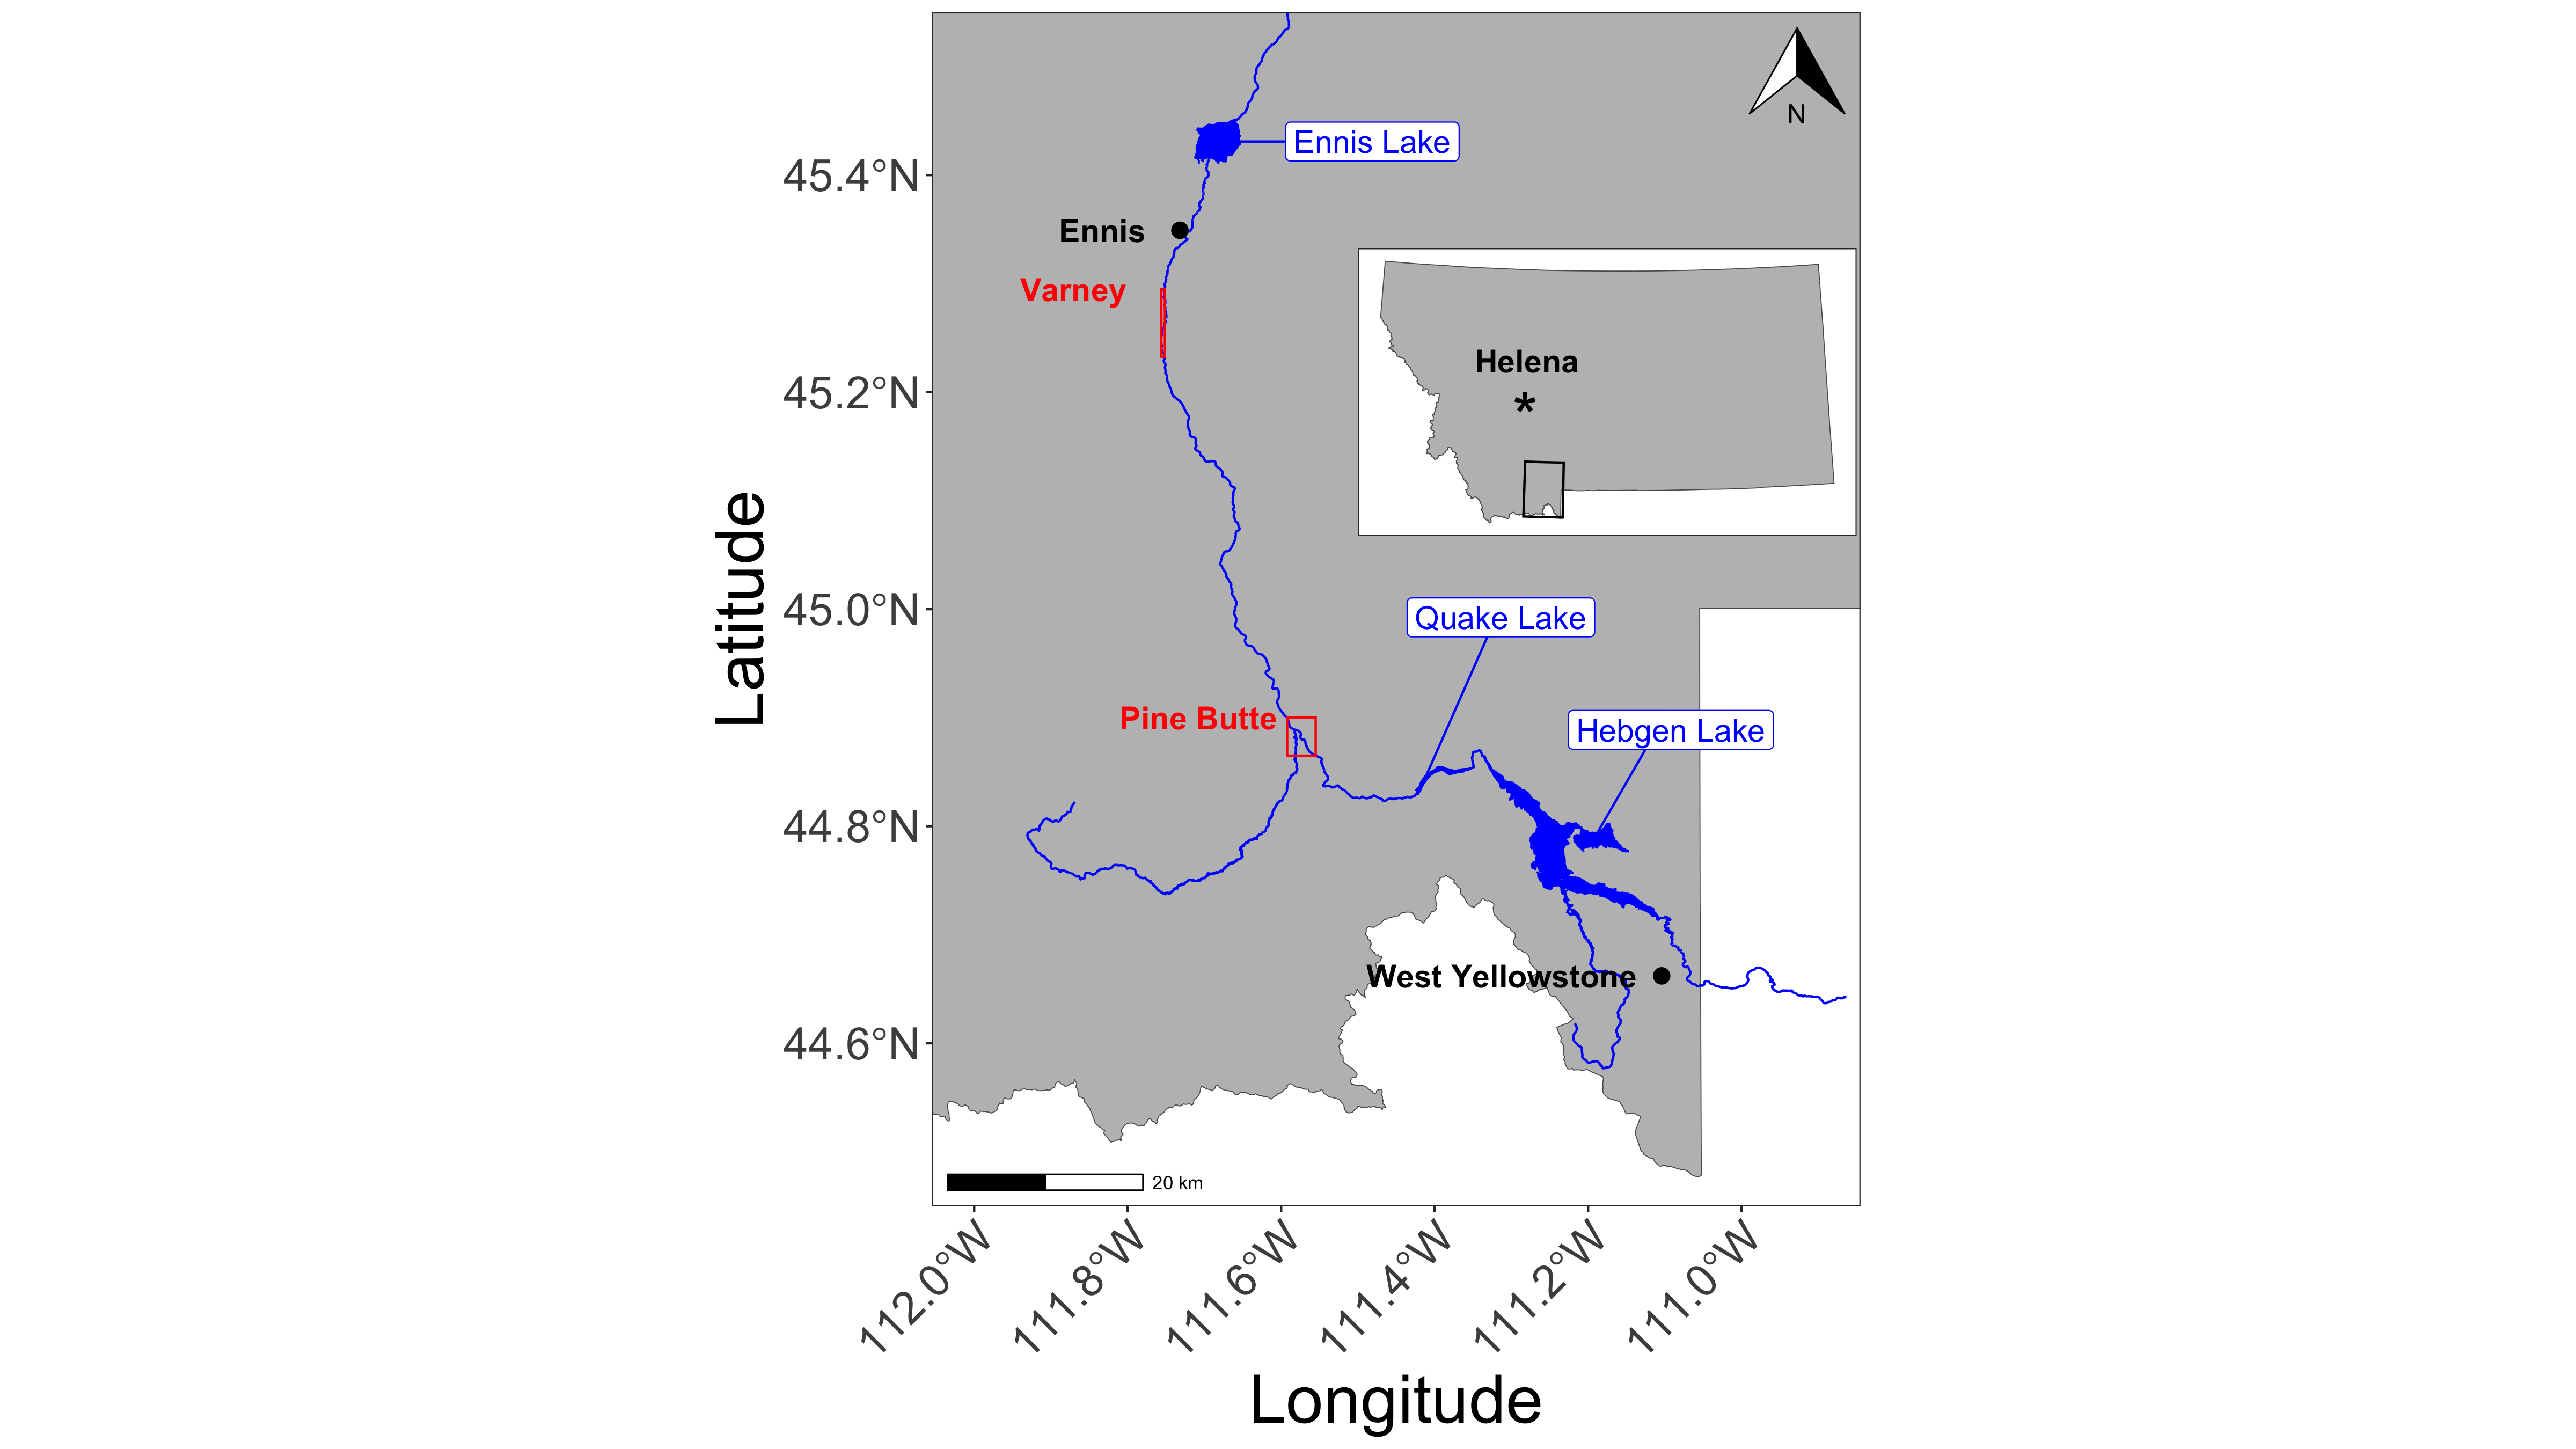 N
Ennis Lake
45.4°N
Ennis
Varney
Helena
*
45.2°N
45.0°N
Quake Lake
Pine Butte
Hebgen Lake
44.8°N
West Yellowstone
44.6°N
20 km
112.0°W
111.8°W
111.6°W
111.4°W
111.2°W
111.0°W
Latitude
Longitude